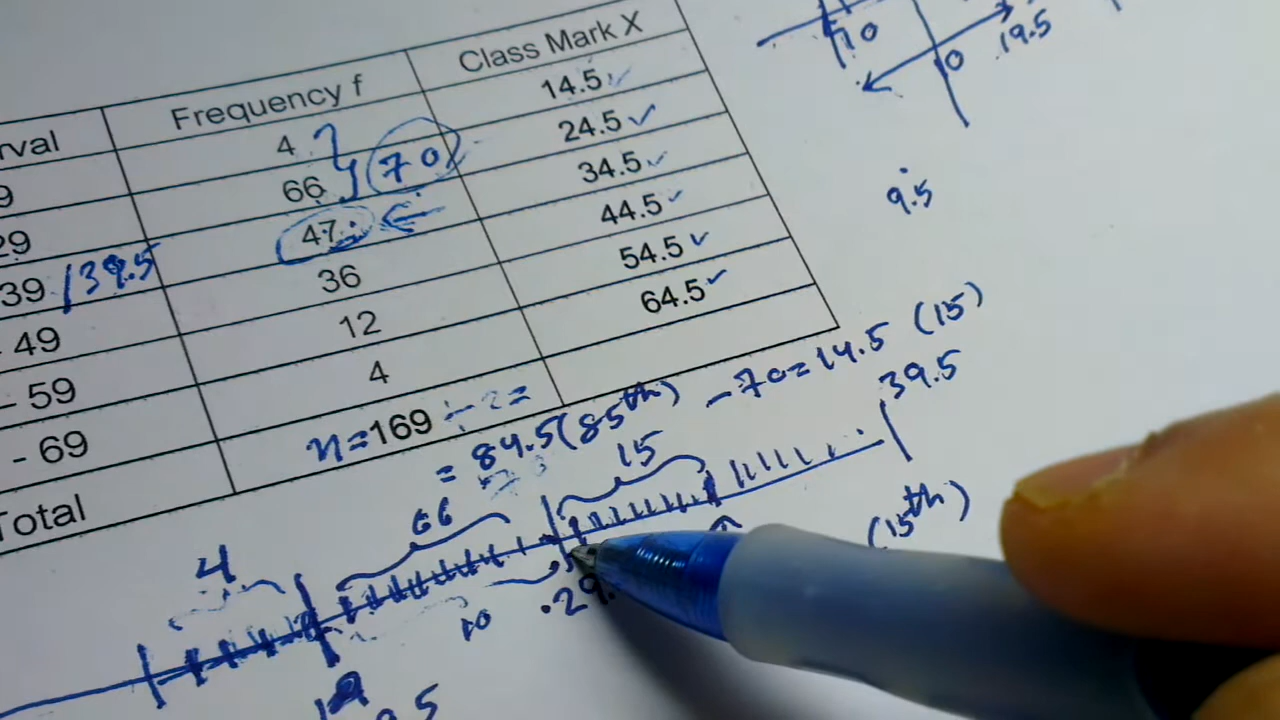 rval Frequency f Class Mark X
9 4 14.5
29 66 70 24.5
39 / 39.5 47 34.5
- 49 36 44.5
- 59 12 54.5
- 69 4 64.5
Total n=169 ÷ 2 =
= 84.5 (85th) - 70 = 14.5 (15)
10
0 19.5
9.5
4 66 15 39.5
10 .29.
(15th)